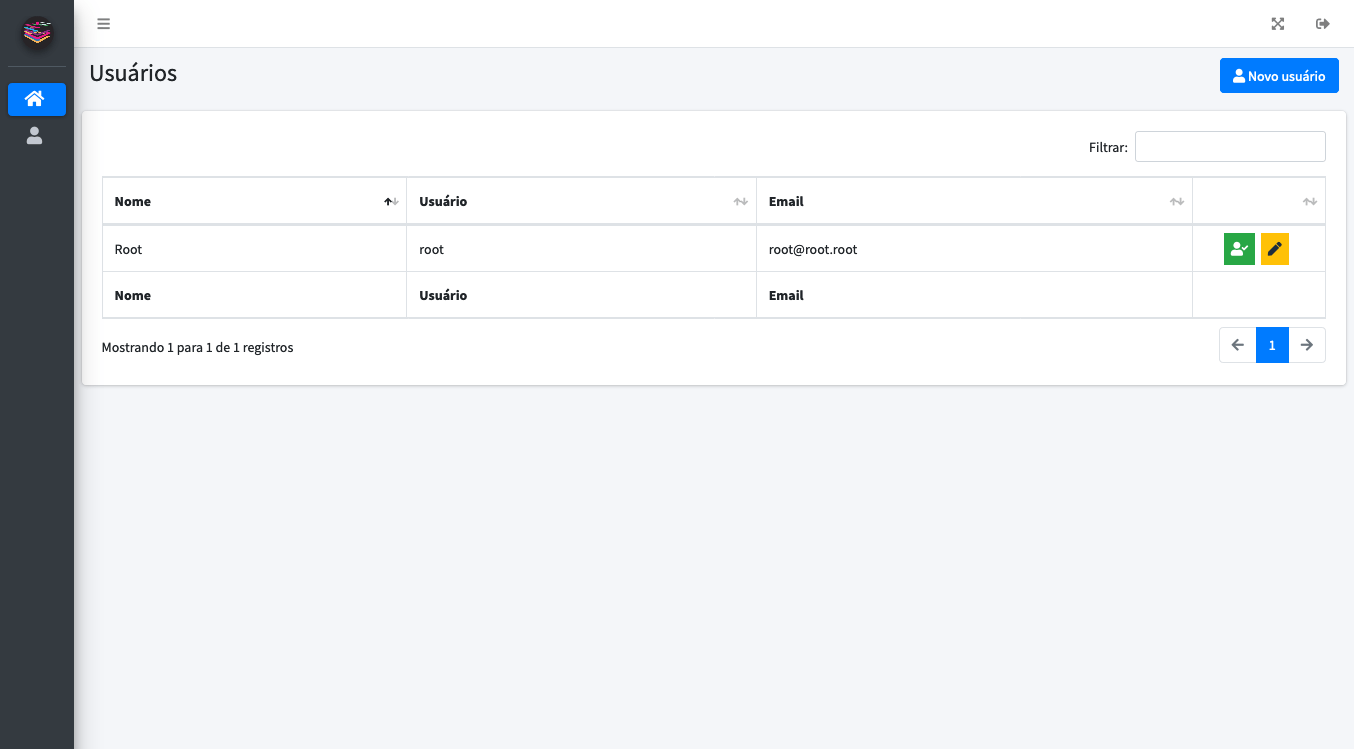 Usuários
Novo usuário
Filtrar:
Nome Usuário Email
Root root root@root.root
Nome Usuário Email
Mostrando 1 para 1 de 1 registros
1